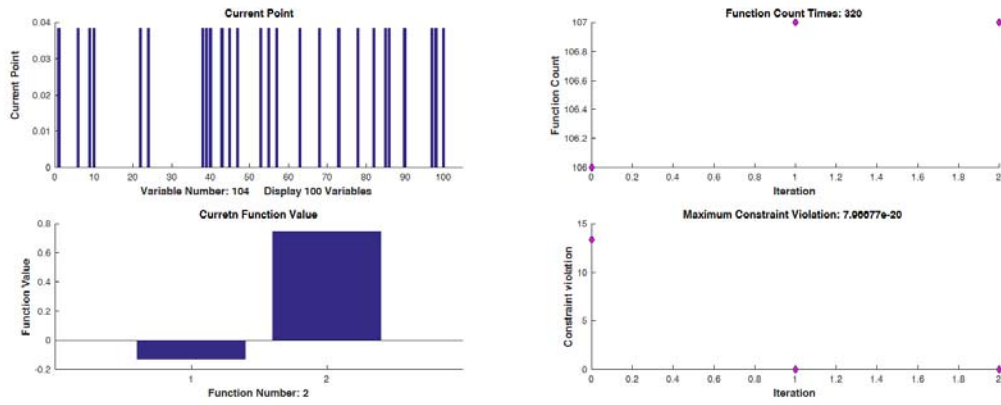 Current Point
Current Point
0.04
0.03
0.02
0.01
0
0 10 20 30 40 50 60 70 80 90 100
Variable Number: 104 Display 100 Variables
Function Count Times: 320
Function Count
107
106.8
106.6
106.4
106.2
106
0 0.2 0.4 0.6 0.8 1 1.2 1.4 1.6 1.8 2
Iteration
Curretn Function Value
Function Value
0.8
0.6
0.4
0.2
0
-0.2
1 2
Function Number: 2
Maximum Constraint Violation: 7.96677e-20
Constraint violation
15
10
5
0
0 0.2 0.4 0.6 0.8 1 1.2 1.4 1.6 1.8 2
Iteration